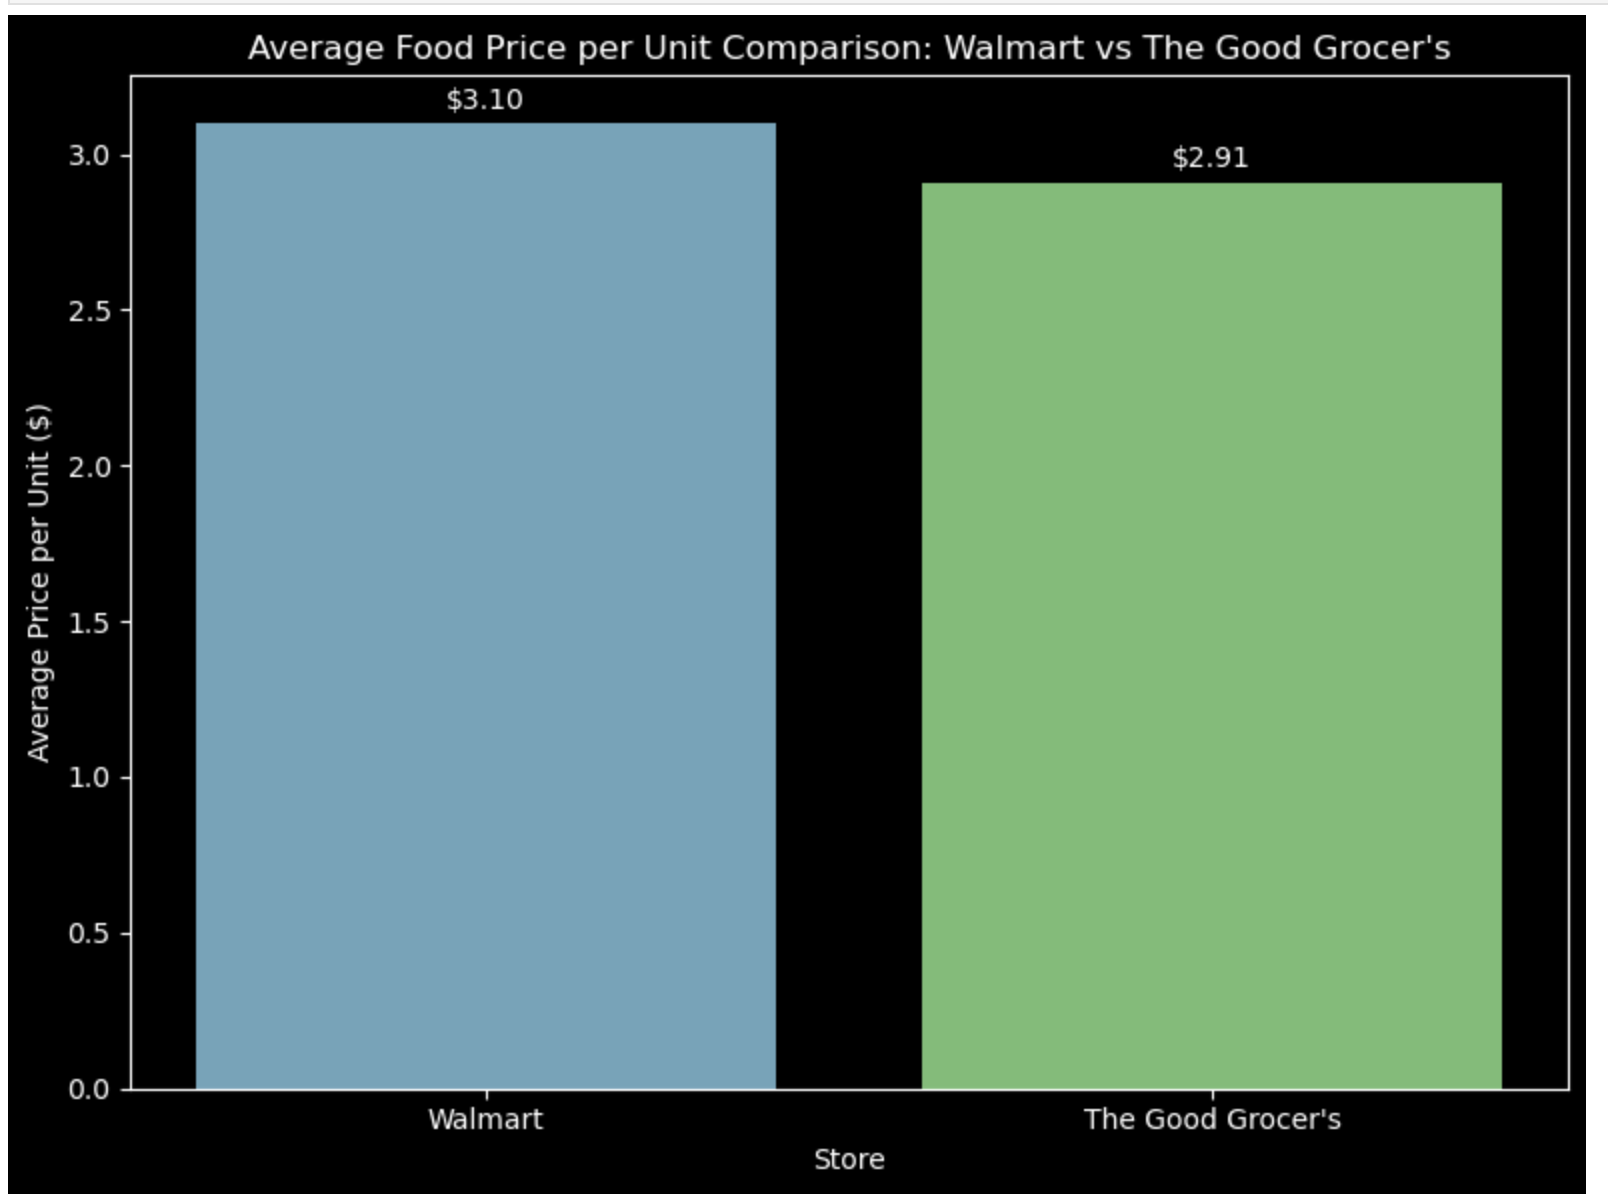 Average Food Price per Unit Comparison: Walmart vs The Good Grocer's
$3.10
$2.91
3.0
2.5
2.0
1.5
1.0
0.5
0.0
Average Price per Unit ($)
Walmart
The Good Grocer's
Store